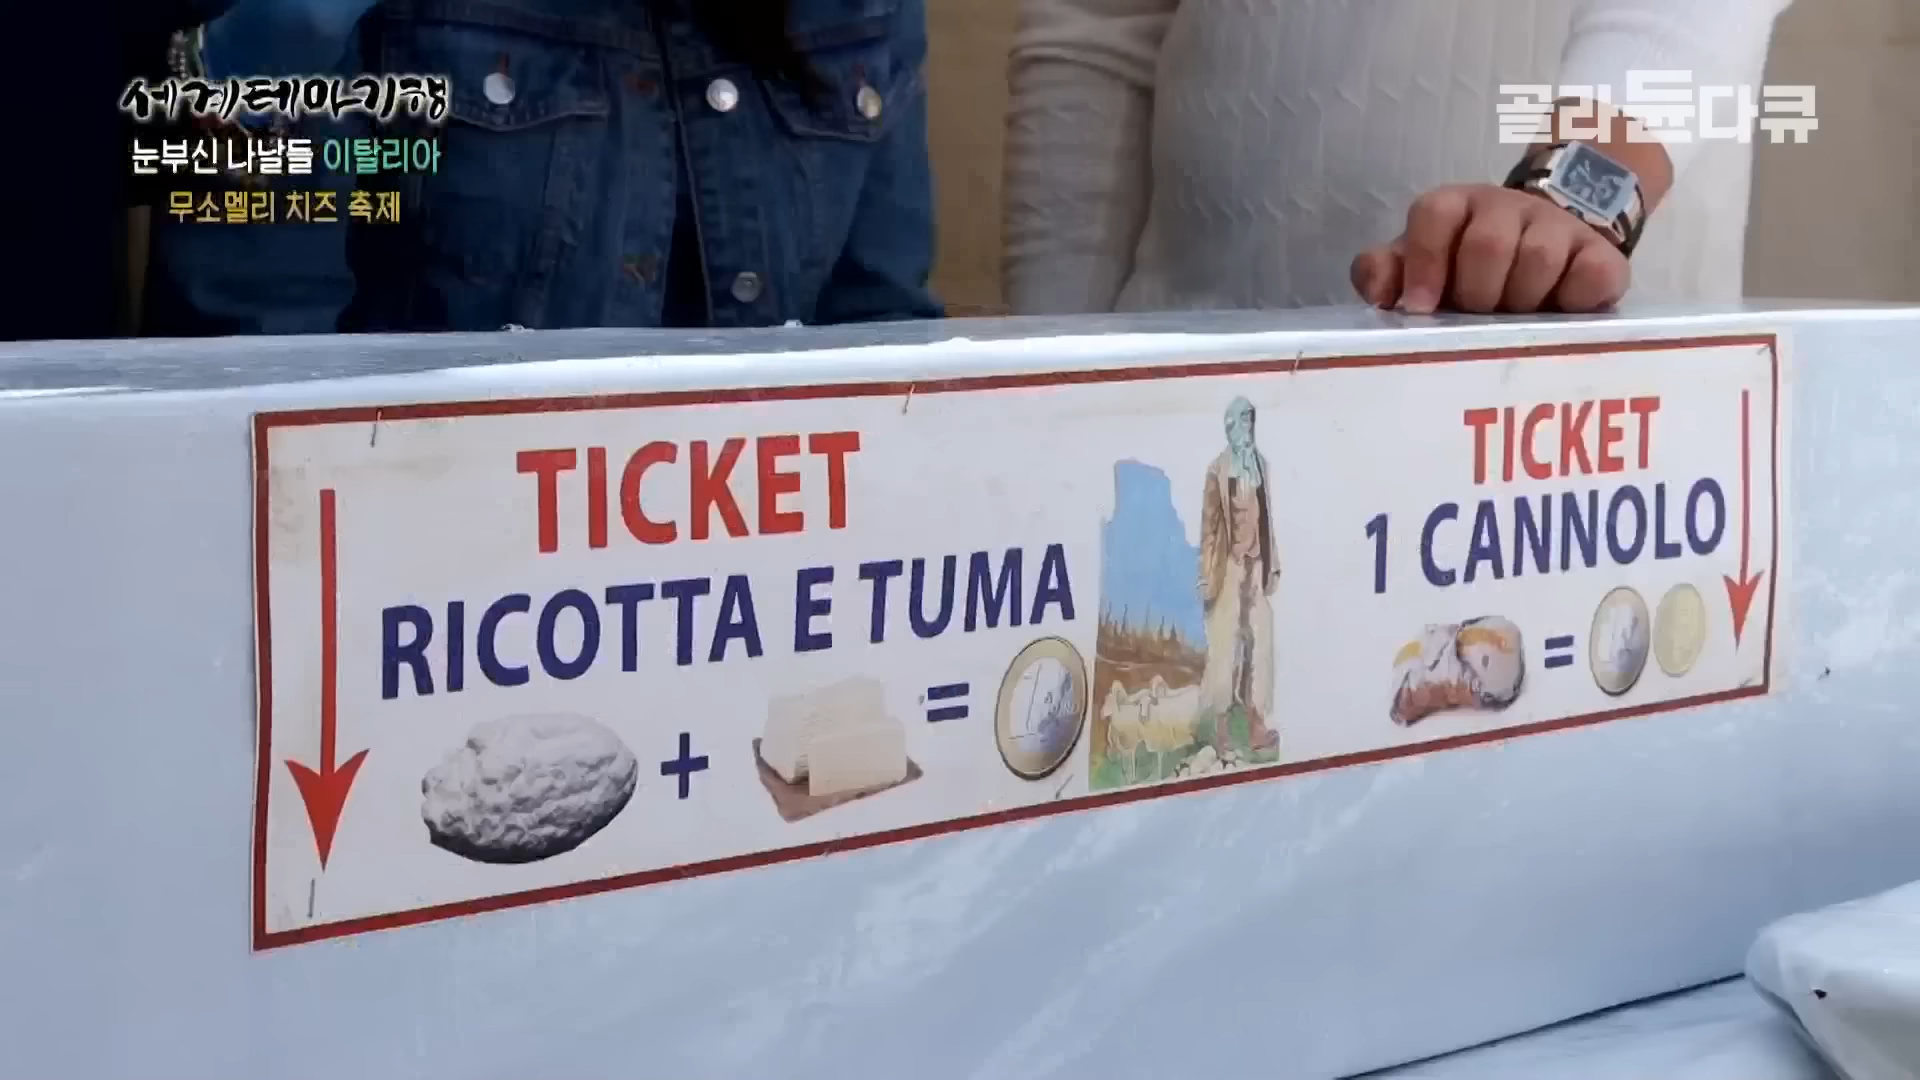 세계테마기행
눈부신 나날들 이탈리아
무소멜리 치즈 축제
골라듄다큐
TICKET
RICOTTA E TUMA
+ =
TICKET
1 CANNOLO
=